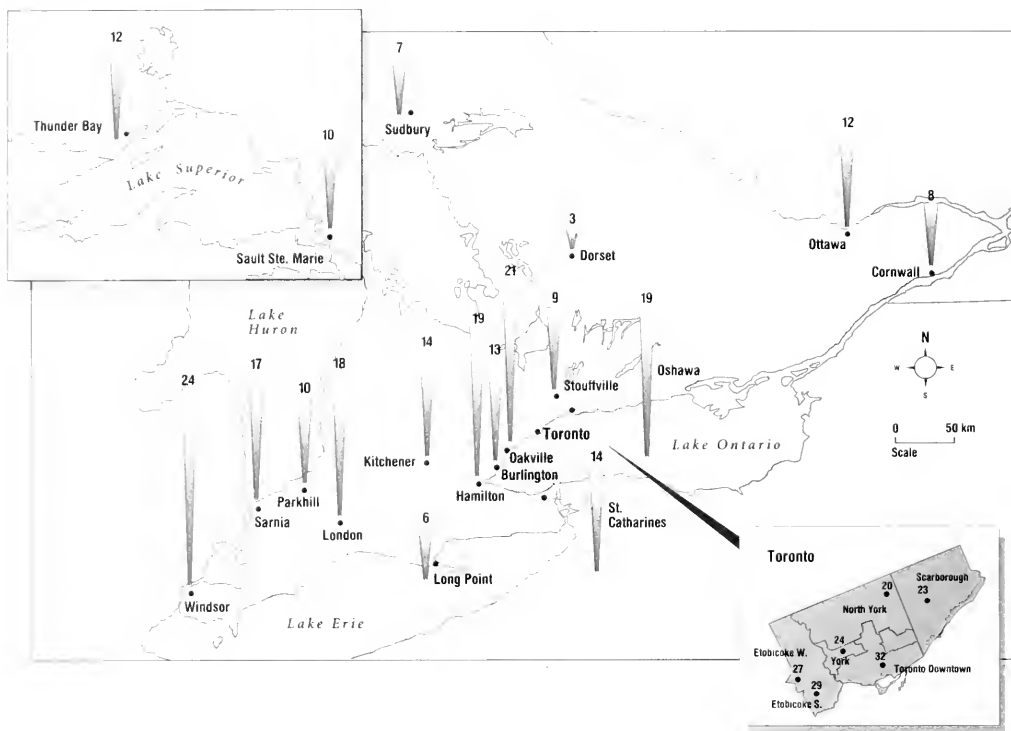 12
Thunder Bay
Lake Superior
10
Sault Ste. Marie
7
Sudbury
12
Ottawa
8
Cornwall
3
Dorset
21
Lake
Huron
9
19
19
13
14
17
18
10
24
Stouffville
Oshawa
N
W
E
S
0
50 km
Scale
Toronto
Lake Ontario
Kitchener
Oakville
Burlington
Hamilton
14
St.
Catharines
Parkhill
Sarnia
London
6
Long Point
Windsor
Lake Erie
Toronto
Scarborough
20
23
North York
24
York
Etobicoke W.
27
32
Toronto Downtown
29
Etobicoke S.